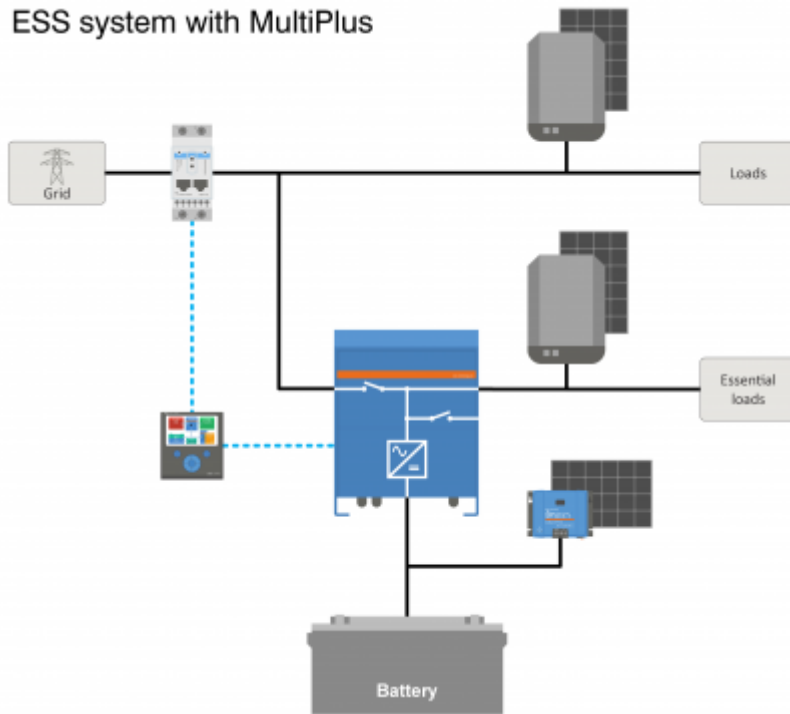 ESS system with MultiPlus
Grid
Loads
Essential
loads
Battery